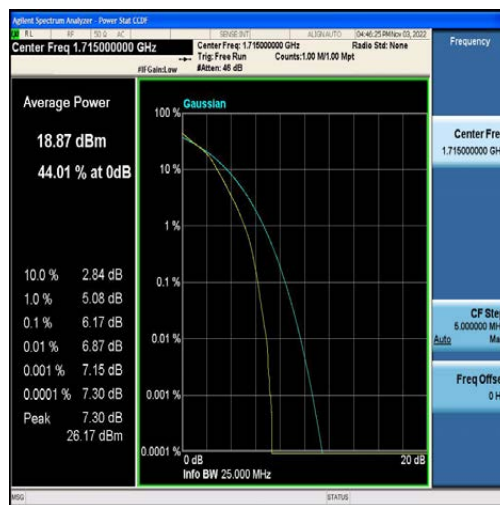 Agilent Spectrum Analyzer - Power Stat CCDF
RL RF 50 Ω AC SENSE:INT ALIGN AUTO 04:46:25 PM Nov 03, 2022
Center Freq 1.715000000 GHz
Center Freq: 1.715000000 GHz Radio Std: None
Trig: Free Run Counts:1.00 M/1.00 Mpt
#IFGain:Low #Atten: 46 dB
Frequency
Average Power
18.87 dBm
44.01 % at 0dB
10.0 % 2.84 dB
1.0 % 5.08 dB
0.1 % 6.17 dB
0.01 % 6.87 dB
0.001 % 7.15 dB
0.0001 % 7.30 dB
Peak 7.30 dB
26.17 dBm
Gaussian
100 %
10 %
1 %
0.1 %
0.01 %
0.001 %
0.0001 %
0 dB 20 dB
Info BW 25.000 MHz
Center Fre
1.715000000 GH
CF Ste
5.000000 MH
Auto Ma
Freq Offse
0 H
MSG STATUS